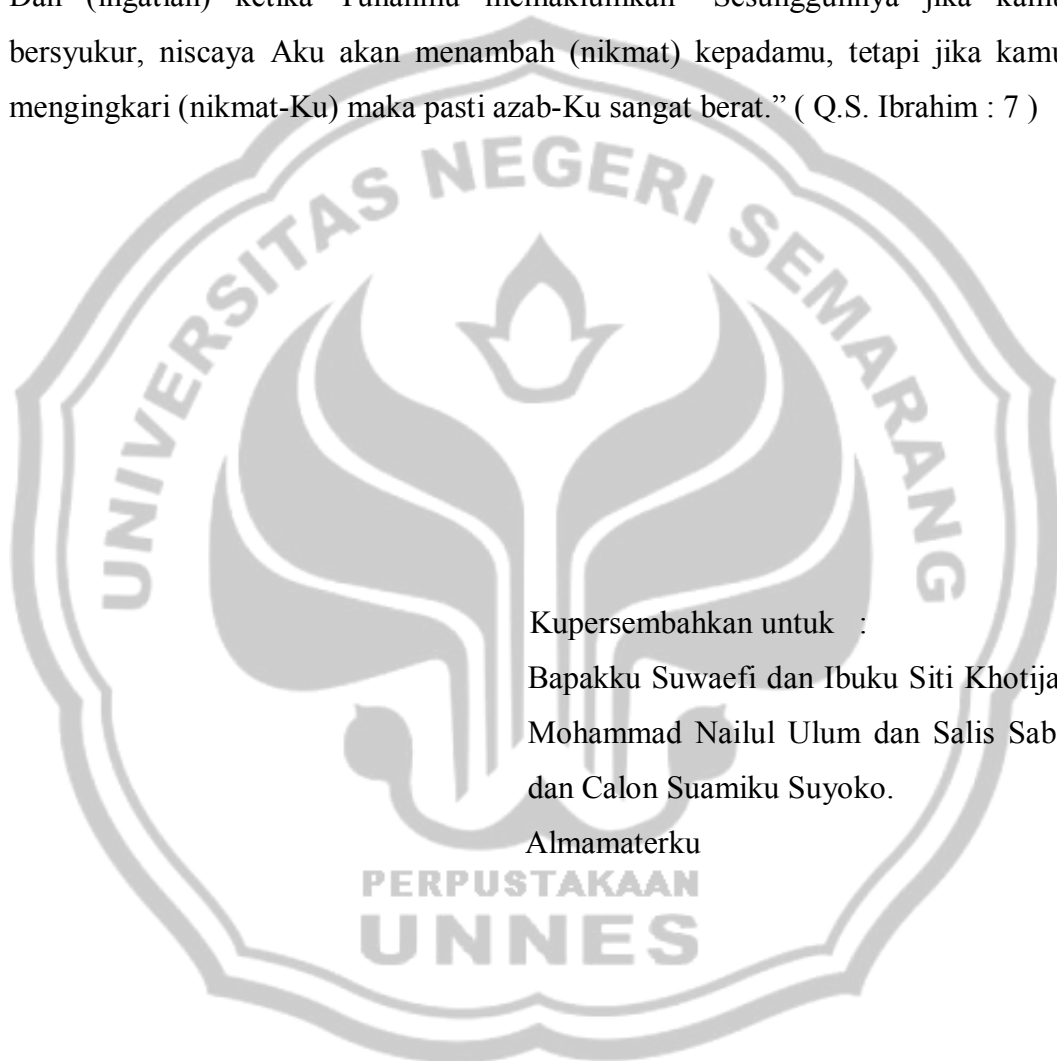 Dan (ingatlah) ketika Tuhanmu memaklumkan “Sesungguhnya jika kamu
bersyukur, niscaya Aku akan menambah (nikmat) kepadamu, tetapi jika kamu
mengingkari (nikmat-Ku) maka pasti azab-Ku sangat berat.” ( Q.S. Ibrahim : 7 )
UNIVERSITAS NEGERI SEMARANG
Kupersembahkan untuk :
Bapakku Suwaefi dan Ibuku Siti
Mohammad Nailul Ulum dan Salis
dan Calon Suamiku Suyoko.
Almamaterku
PERPUSTAKAAN
UNNES